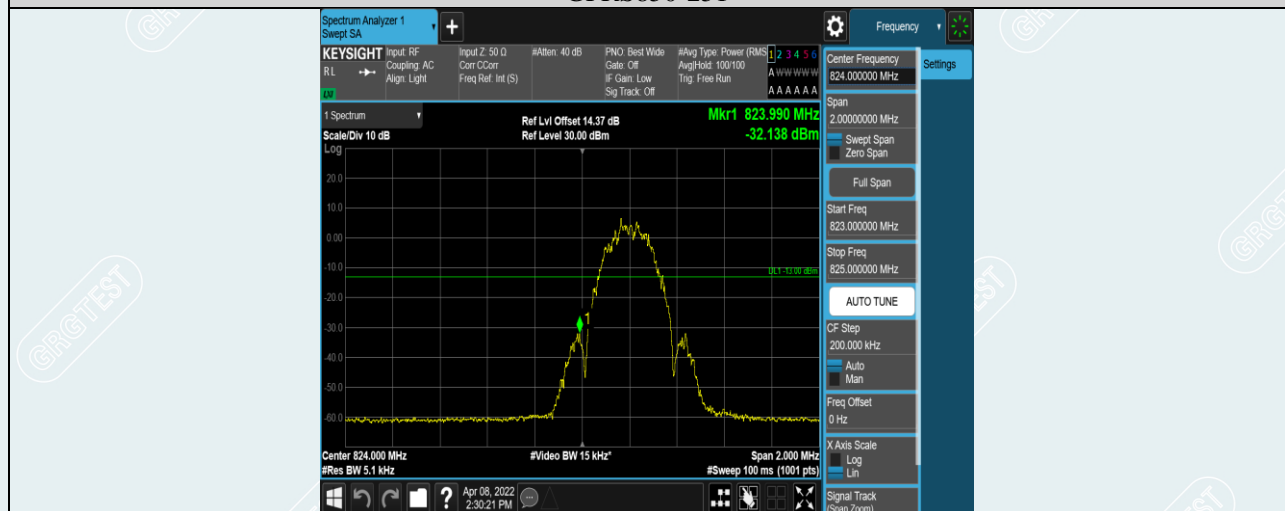 Spectrum Analyzer 1
Swept SA
+
Frequency
KEYSIGHT
RL
LXI
Input: RF
Coupling: AC
Align: Light
Input Z: 50 Ω
Corr CCorr
Freq Ref: Int (S)
#Atten: 40 dB
PNO: Best Wide
Gate: Off
IF Gain: Low
Sig Track: Off
#Avg Type: Power (RMS
Avg|Hold: 100/100
Trig: Free Run
1 2 3 4 5 6
A W W W W W
A A A A A A
1 Spectrum
Scale/Div 10 dB
Log
Ref Lvl Offset 14.37 dB
Ref Level 30.00 dBm
Mkr1 823.990 MHz
-32.138 dBm
20.0
10.0
0.00
-10.0
-20.0
-30.0
-40.0
-50.0
-60.0
DL1 -13.00 dBm
Center 824.000 MHz
#Res BW 5.1 kHz
#Video BW 15 kHz*
Span 2.000 MHz
#Sweep 100 ms (1001 pts)
?
Apr 08, 2022
2:30:21 PM
Center Frequency
824.000000 MHz
Settings
Span
2.00000000 MHz
Swept Span
Zero Span
Full Span
Start Freq
823.000000 MHz
Stop Freq
825.000000 MHz
AUTO TUNE
CF Step
200.000 kHz
Auto
Man
Freq Offset
0 Hz
X Axis Scale
Log
Lin
Signal Track
(Span Zoom)
GRGTEST
GRGTEST